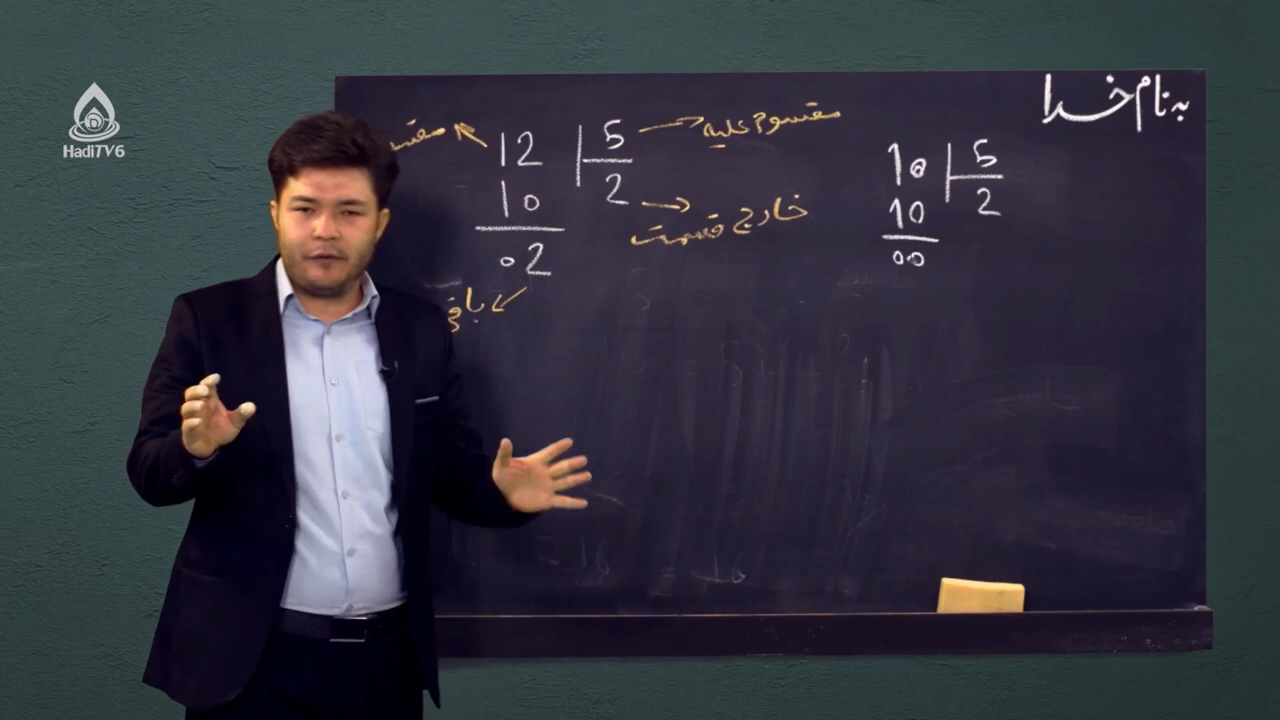 HadiTV6
به نام خدا
12 | 5 → مقسوم علیه
10 | 2 → خارج قسمت
02
10 | 5
10 | 2
00